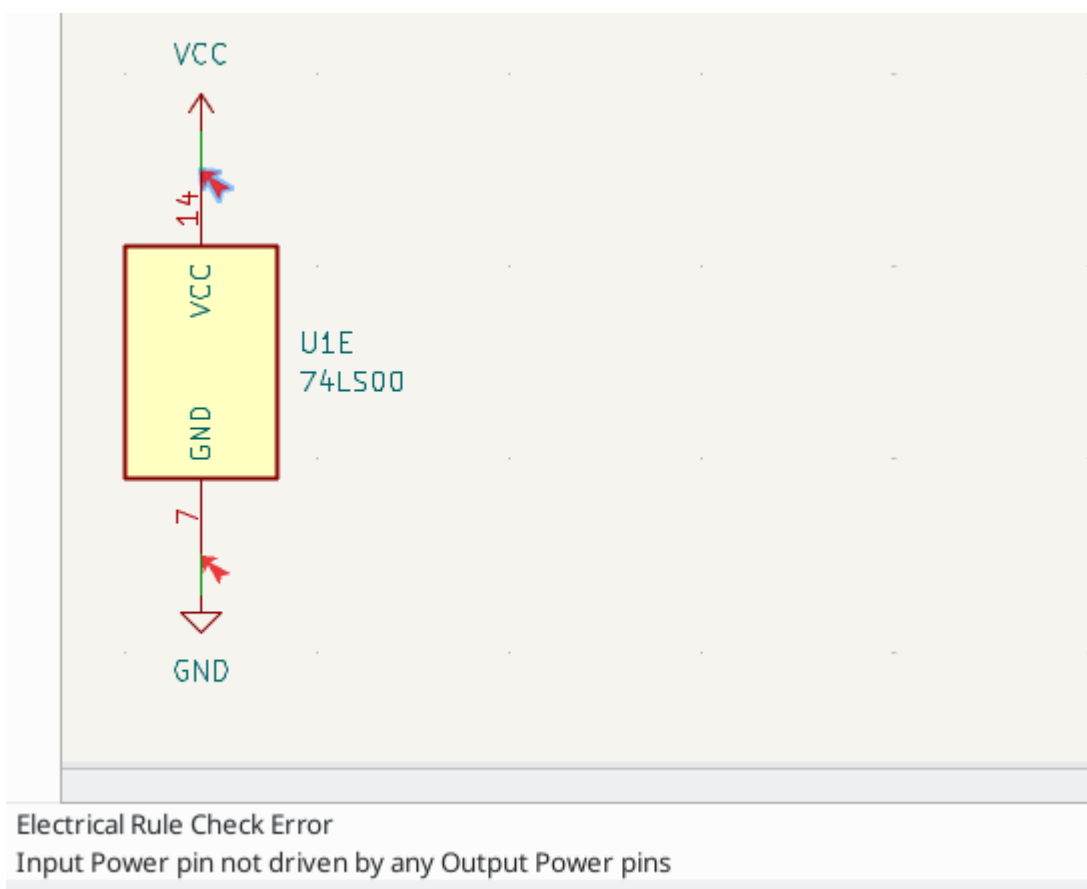 VCC
14
VCC
U1E
74LS00
GND
7
GND
Electrical Rule Check Error
Input Power pin not driven by any Output Power pins